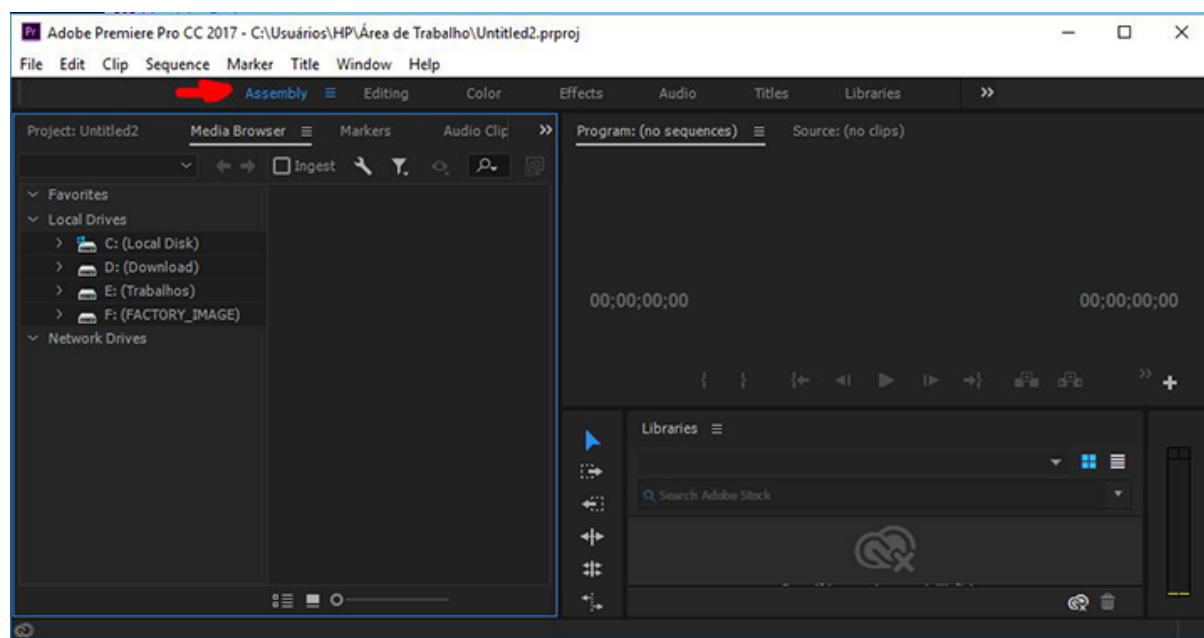 Pr Adobe Premiere Pro CC 2017 - C:\Usuários\HP\Área de Trabalho\Untitled2.prproj
File Edit Clip Sequence Marker Title Window Help
Assembly Editing Color Effects Audio Titles Libraries
Project: Untitled2 Media Browser Markers Audio Clip
Program: (no sequences) Source: (no clips)
Ingest
Favorites
Local Drives
C: (Local Disk)
D: (Download)
E: (Trabalhos)
F: (FACTORY_IMAGE)
Network Drives
00;00;00;00 00;00;00;00
Libraries
Search Adobe Stock